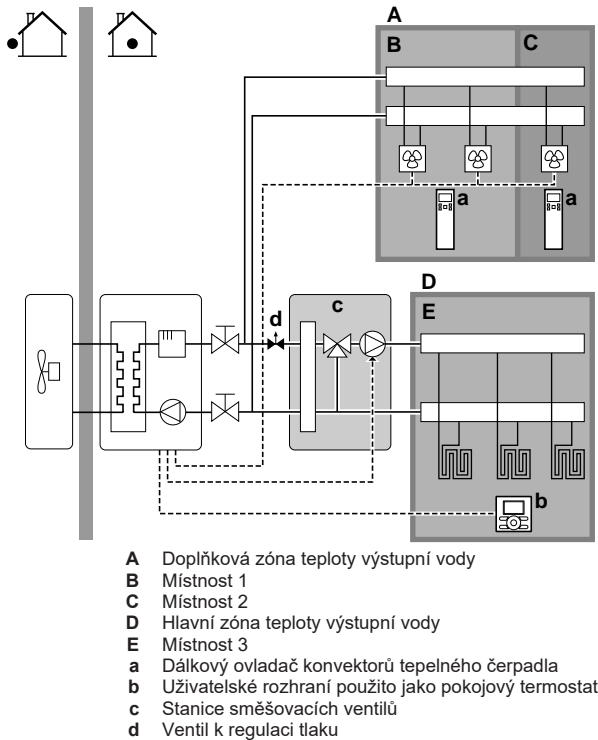 A
B
C
a
a
D
E
c
d
b
A Doplňková zóna teploty výstupní vody
B Místnost 1
C Místnost 2
D Hlavní zóna teploty výstupní vody
E Místnost 3
a Dálkový ovladač konvektorů tepelného čerpadla
b Uživatelské rozhraní použito jako pokojový termostat
c Stanice směšovacích ventilů
d Ventil k regulaci tlaku